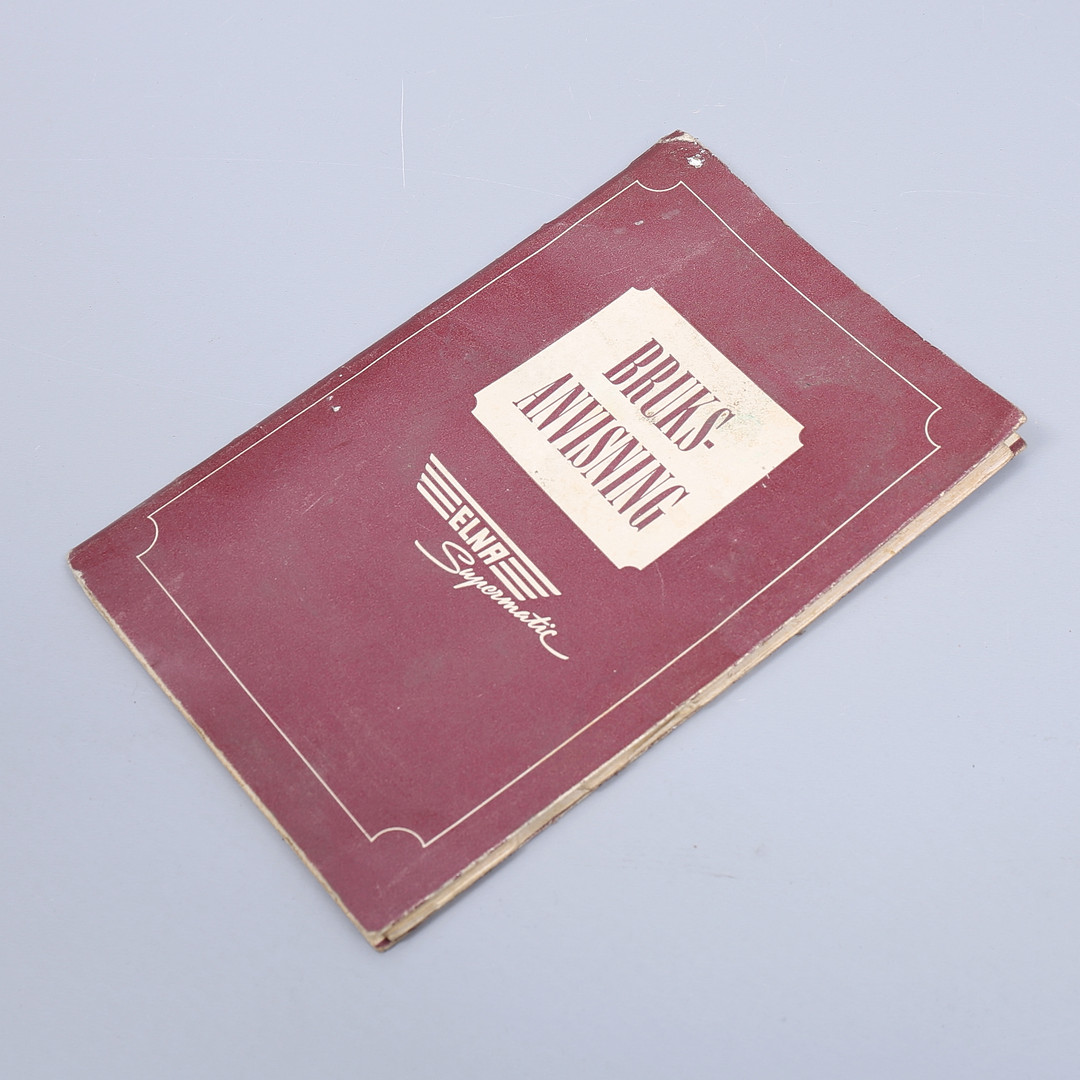 BRUKS-
ANVISNING
ELNA
Supermatic